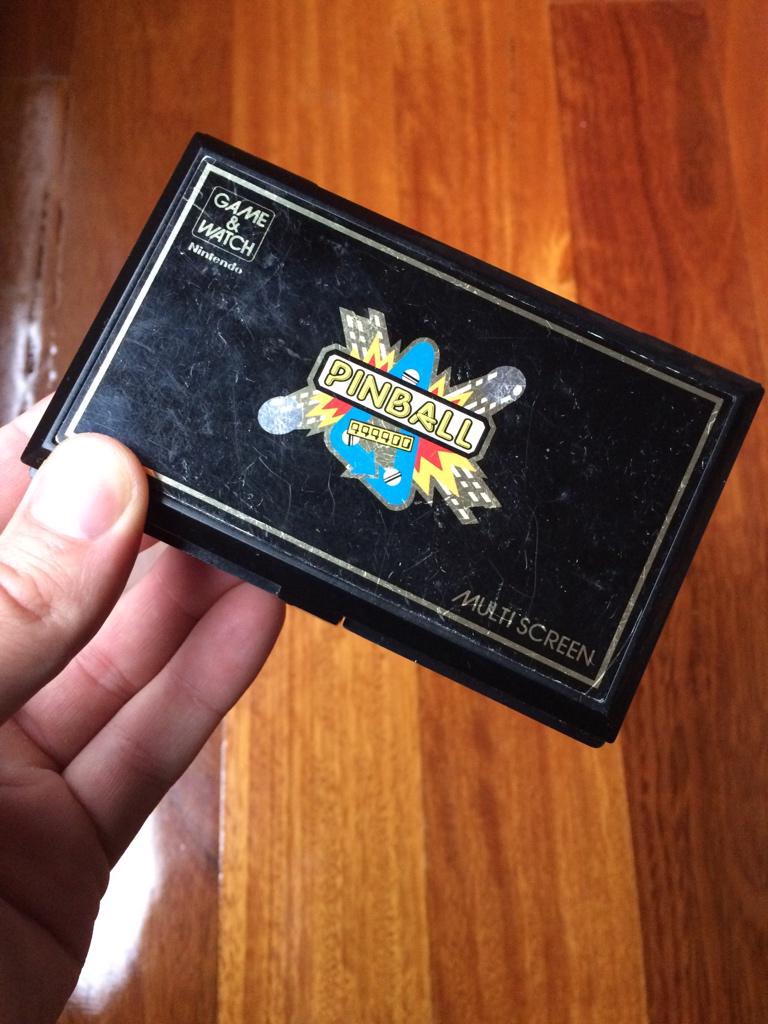 GAME
&
WATCH
Nintendo
PINBALL
MULTI SCREEN